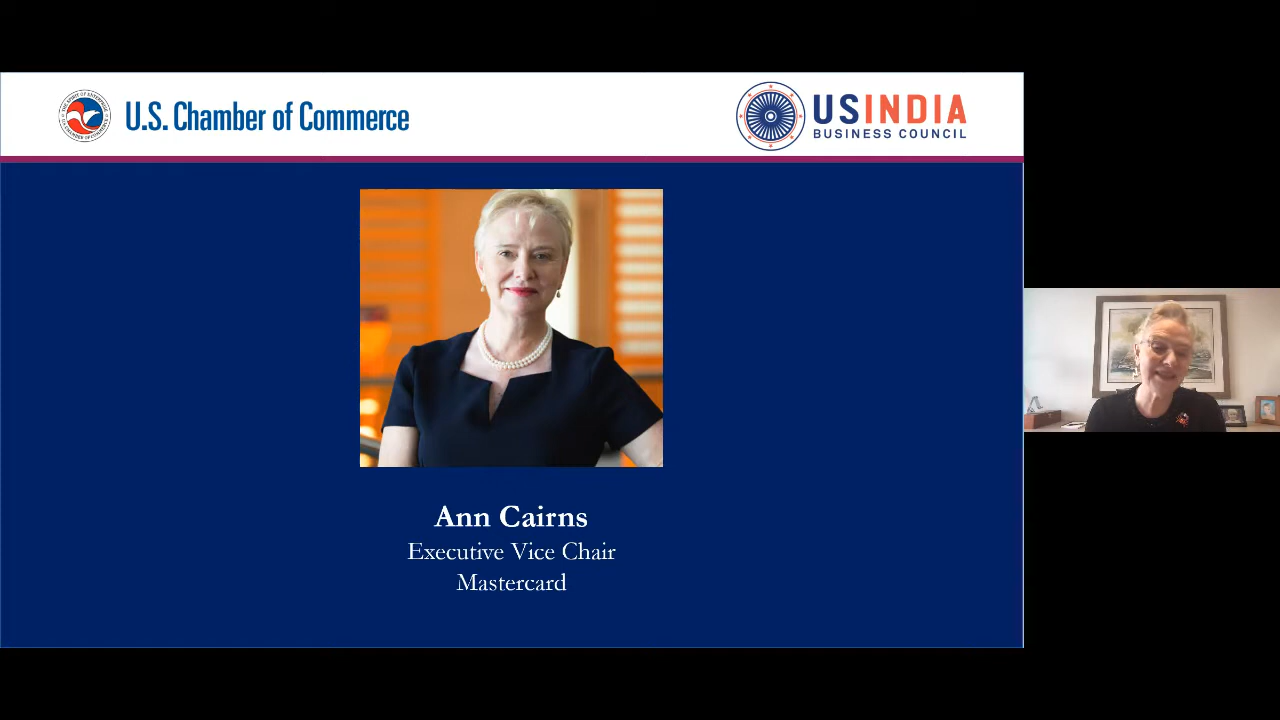 U.S. Chamber of Commerce
USINDIA
BUSINESS COUNCIL
Ann Cairns
Executive Vice Chair
Mastercard